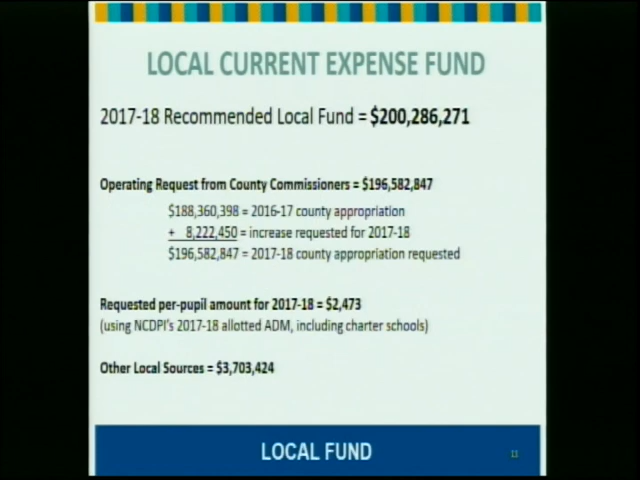 LOCAL CURRENT EXPENSE FUND
2017-18 Recommended Local Fund = $200,286,271
Operating Request from County Commissioners = $196,582,847
$188,360,398 = 2016-17 county appropriation
+ 8,222,450 = increase requested for 2017-18
$196,582,847 = 2017-18 county appropriation requested
Requested per-pupil amount for 2017-18 = $2,473
(using NCDPI's 2017-18 allotted ADM, including charter schools)
Other Local Sources = $3,703,424
LOCAL FUND
11